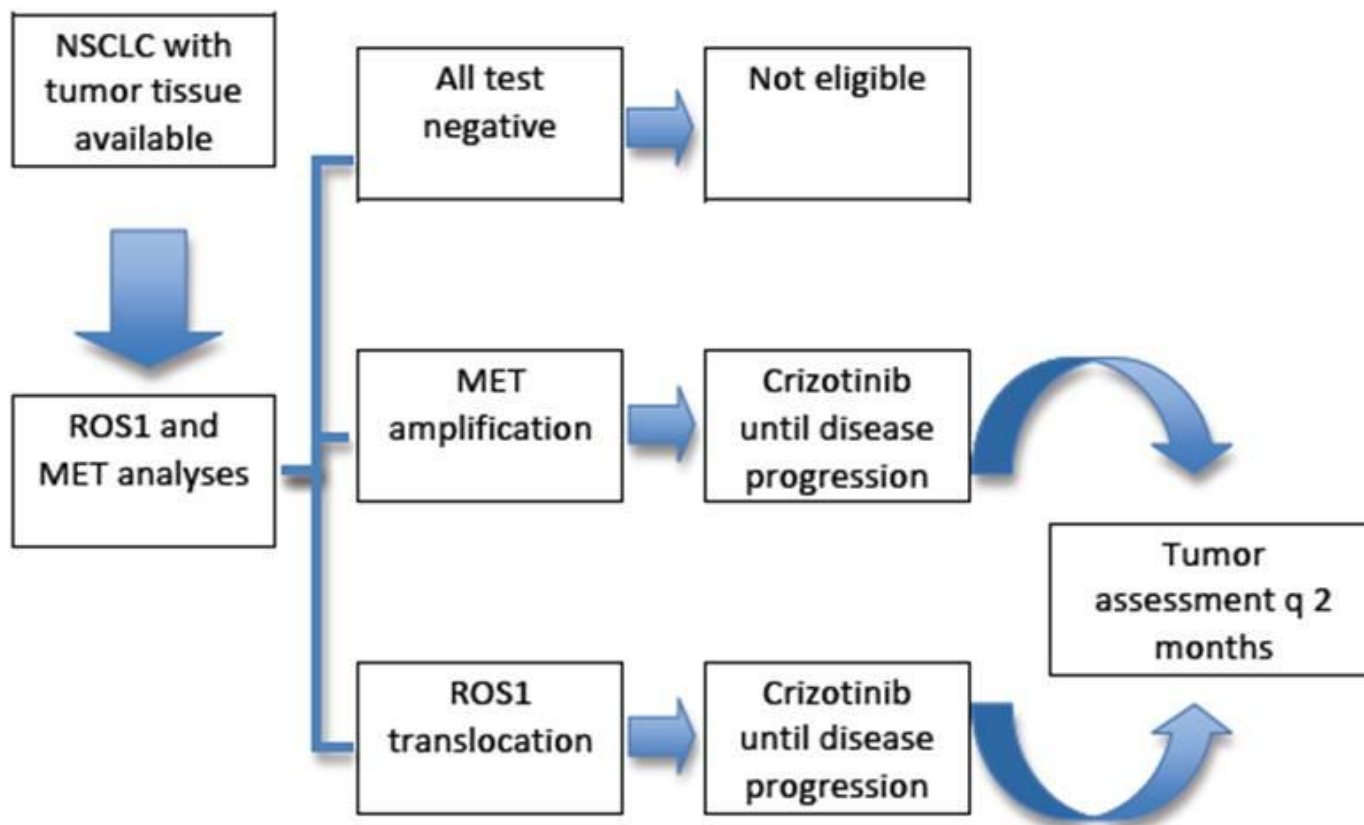 NSCLC with
tumor tissue
available
All test
negative
Not eligible
ROS1 and
MET analyses
MET
amplification
Crizotinib
until disease
progression
Tumor
assessment q 2
months
ROS1
translocation
Crizotinib
until disease
progression